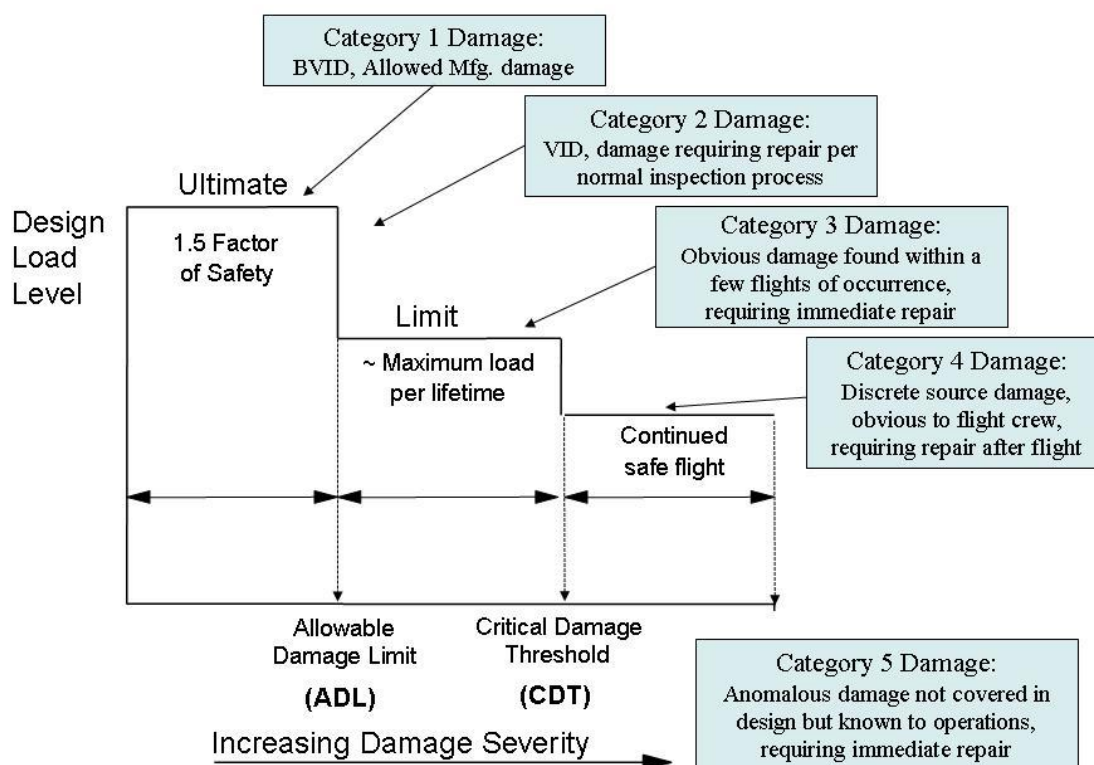 Category 1 Damage:
BVID, Allowed Mfg. damage
Category 2 Damage:
VID, damage requiring repair per
normal inspection process
Ultimate
Design
Load
Level
1.5 Factor
of Safety
Category 3 Damage:
Obvious damage found within a
few flights of occurrence,
requiring immediate repair
Limit
~ Maximum load
per lifetime
Category 4 Damage:
Discrete source damage,
obvious to flight crew,
requiring repair after flight
Continued
safe flight
Allowable
Damage Limit
(ADL)
Critical Damage
Threshold
(CDT)
Category 5 Damage:
Anomalous damage not covered in
design but known to operations,
requiring immediate repair
Increasing Damage Severity